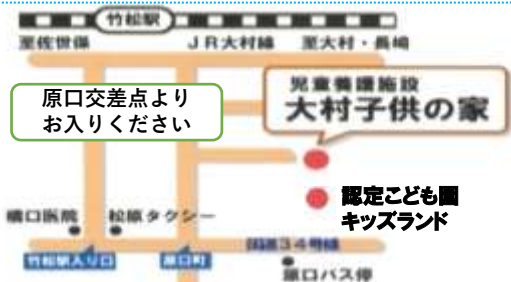 竹松駅
至佐世保
JR大村線
至大村・長崎
原口交差点より
お入りください
児童養護施設
大村子供の家
認定こども園
キッズランド
橋口医院
松原タクシー
竹松駅入り口
原口町
国道34号線
原口バス停